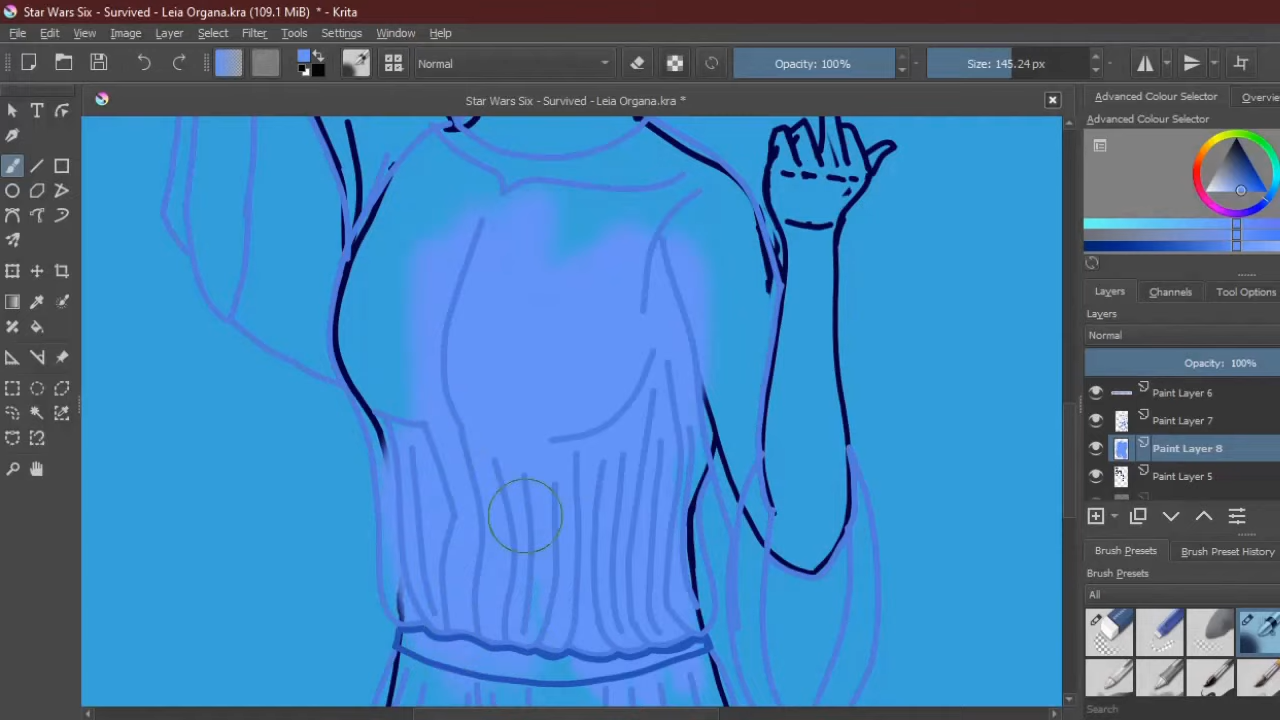 Star Wars Six - Survived - Leia Organa.kra (109.1 MiB) * - Krita
File Edit View Image Layer Select Filter Tools Settings Window Help
Normal Opacity: 100% Size: 145.24 px
Star Wars Six - Survived - Leia Organa.kra *
Advanced Colour Selector Overvie
Advanced Colour Selector
Layers Channels Tool Options
Layers
Normal
Opacity: 100%
Paint Layer 6
Paint Layer 7
Paint Layer 8
Paint Layer 5
Brush Presets Brush Preset History
Brush Presets
All
Search